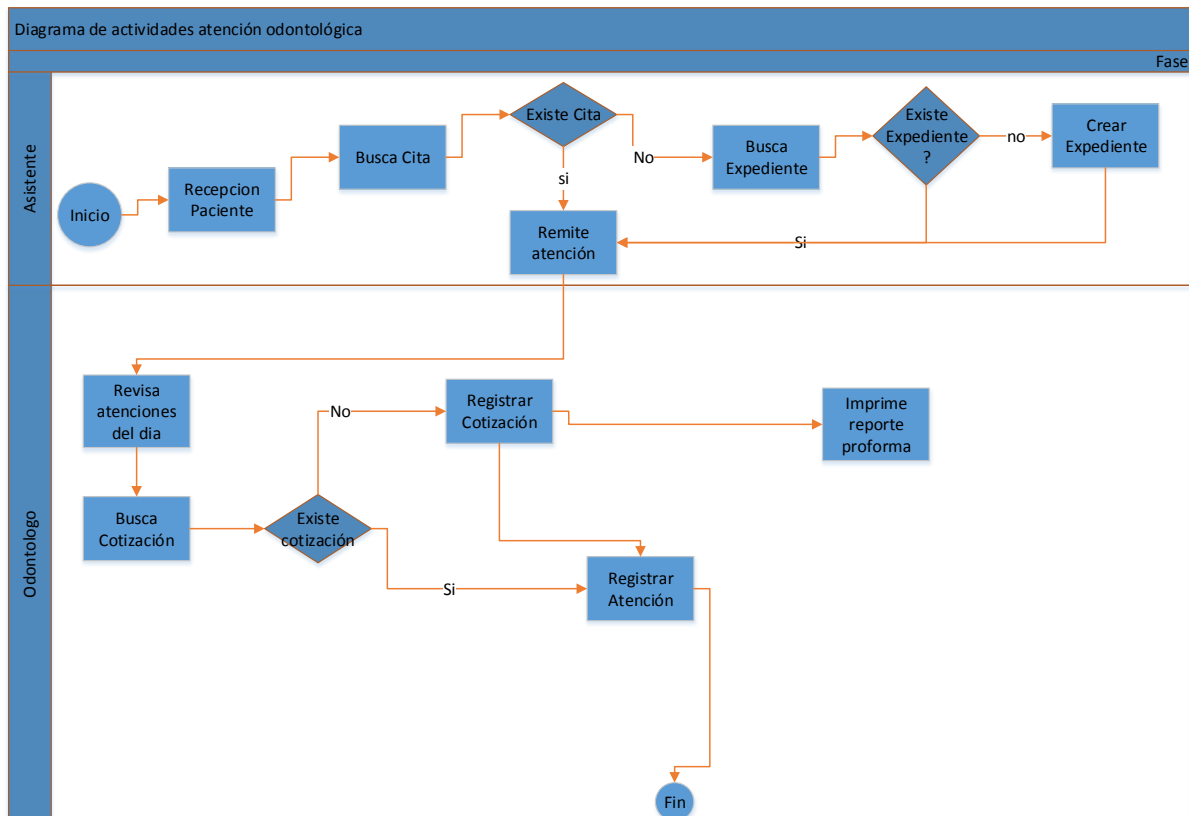 Diagrama de actividades atención odontológica
Fase
Asistente
Inicio
Recepcion
Paciente
Busca Cita
Existe Cita
No
si
Busca
Expediente
Existe
Expediente
?
no
Crear
Expediente
Remite
atención
Si
Odontologo
Revisa
atenciones
del dia
Busca
Cotización
Existe
cotización
No
Registrar
Cotización
Imprime
reporte
proforma
Si
Registrar
Atención
Fin